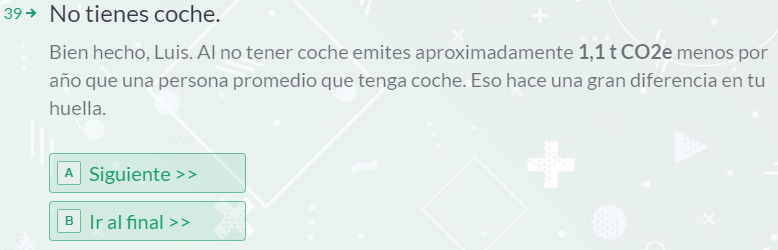 39→ No tienes coche.
Bien hecho, Luis. Al no tener coche emites aproximadamente 1,1 t CO2e menos por
año que una persona promedio que tenga coche. Eso hace una gran diferencia en tu
huella.
A Siguiente >>
B Ir al final >>